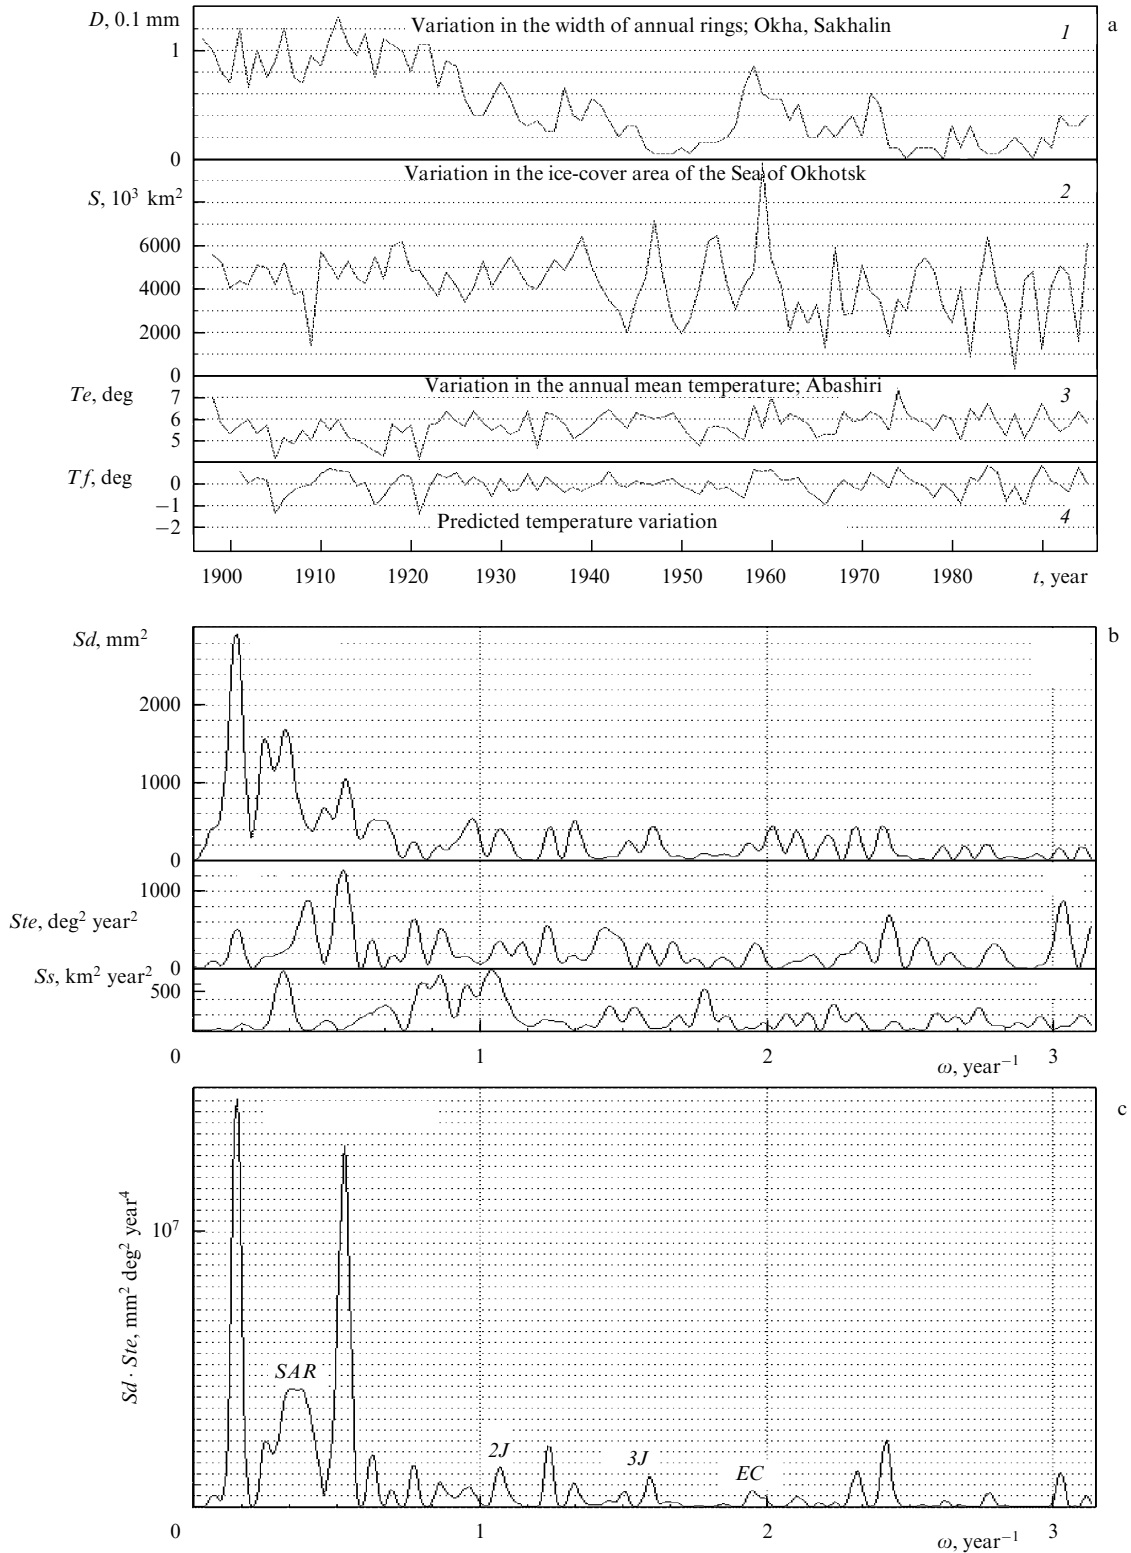 D, 0.1 mm
Variation in the width of annual rings; Okha, Sakhalin
1
a
1
0
Variation in the ice-cover area of the Sea of Okhotsk
S, 10³ km²
2
6000
4000
2000
0
Variation in the annual mean temperature; Abashiri
Te, deg
3
7
6
5
Tf, deg
0
−1
−2
Predicted temperature variation
4
1900 1910 1920 1930 1940 1950 1960 1970 1980 t, year
Sd, mm²
b
2000
1000
0
1000
Ste, deg² year²
0
Ss, km² year²
500
0 1 2 ω, year⁻¹ 3
c
Sd · Ste, mm² deg² year⁴
10⁷
SAR
2J
3J
EC
0 1 2 ω, year⁻¹ 3